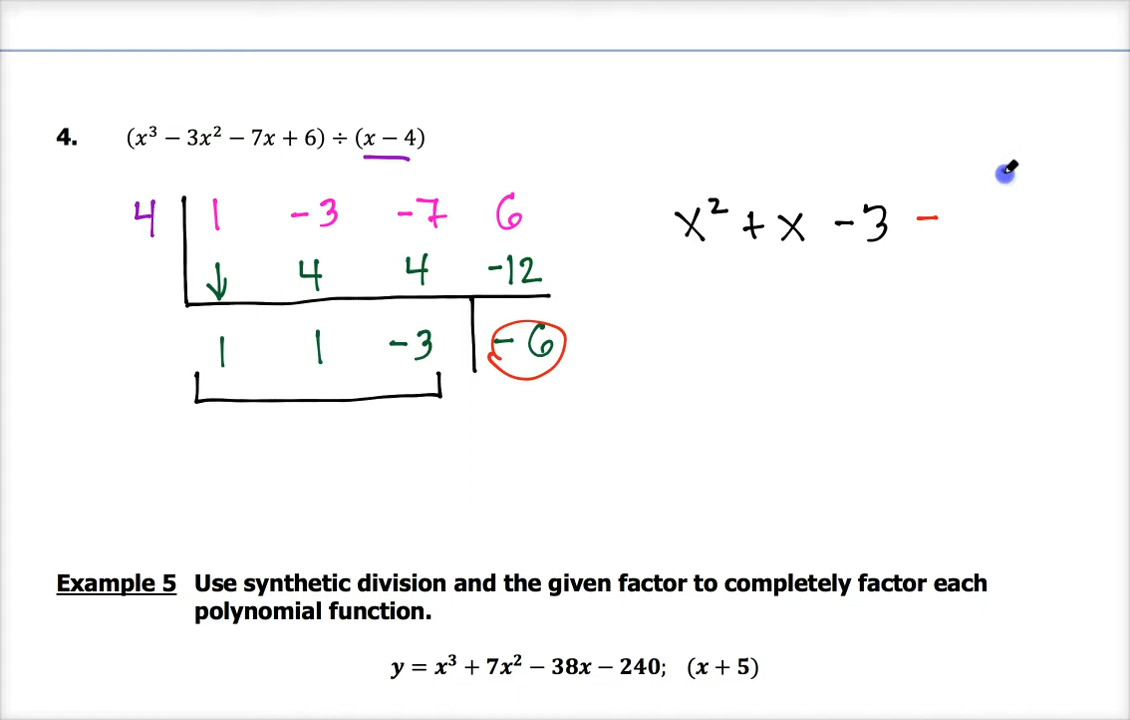 4. (x³ − 3x² − 7x + 6) ÷ (x − 4)
4 1 -3 -7 6
x² + x - 3 -
↓ 4 4 -12
1 1 -3 -6
Example 5 Use synthetic division and the given factor to completely factor each
polynomial function.
y = x³ + 7x² − 38x − 240; (x + 5)